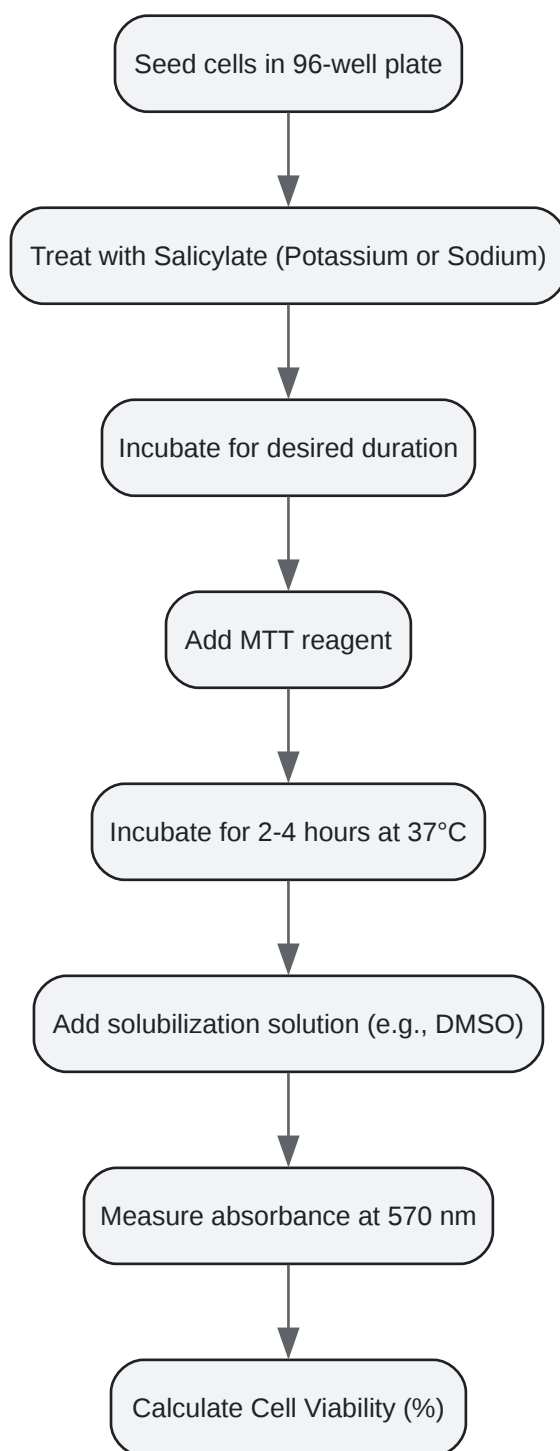 Seed cells in 96-well plate
Treat with Salicylate (Potassium or Sodium)
Incubate for desired duration
Add MTT reagent
Incubate for 2-4 hours at 37°C
Add solubilization solution (e.g., DMSO)
Measure absorbance at 570 nm
Calculate Cell Viability (%)